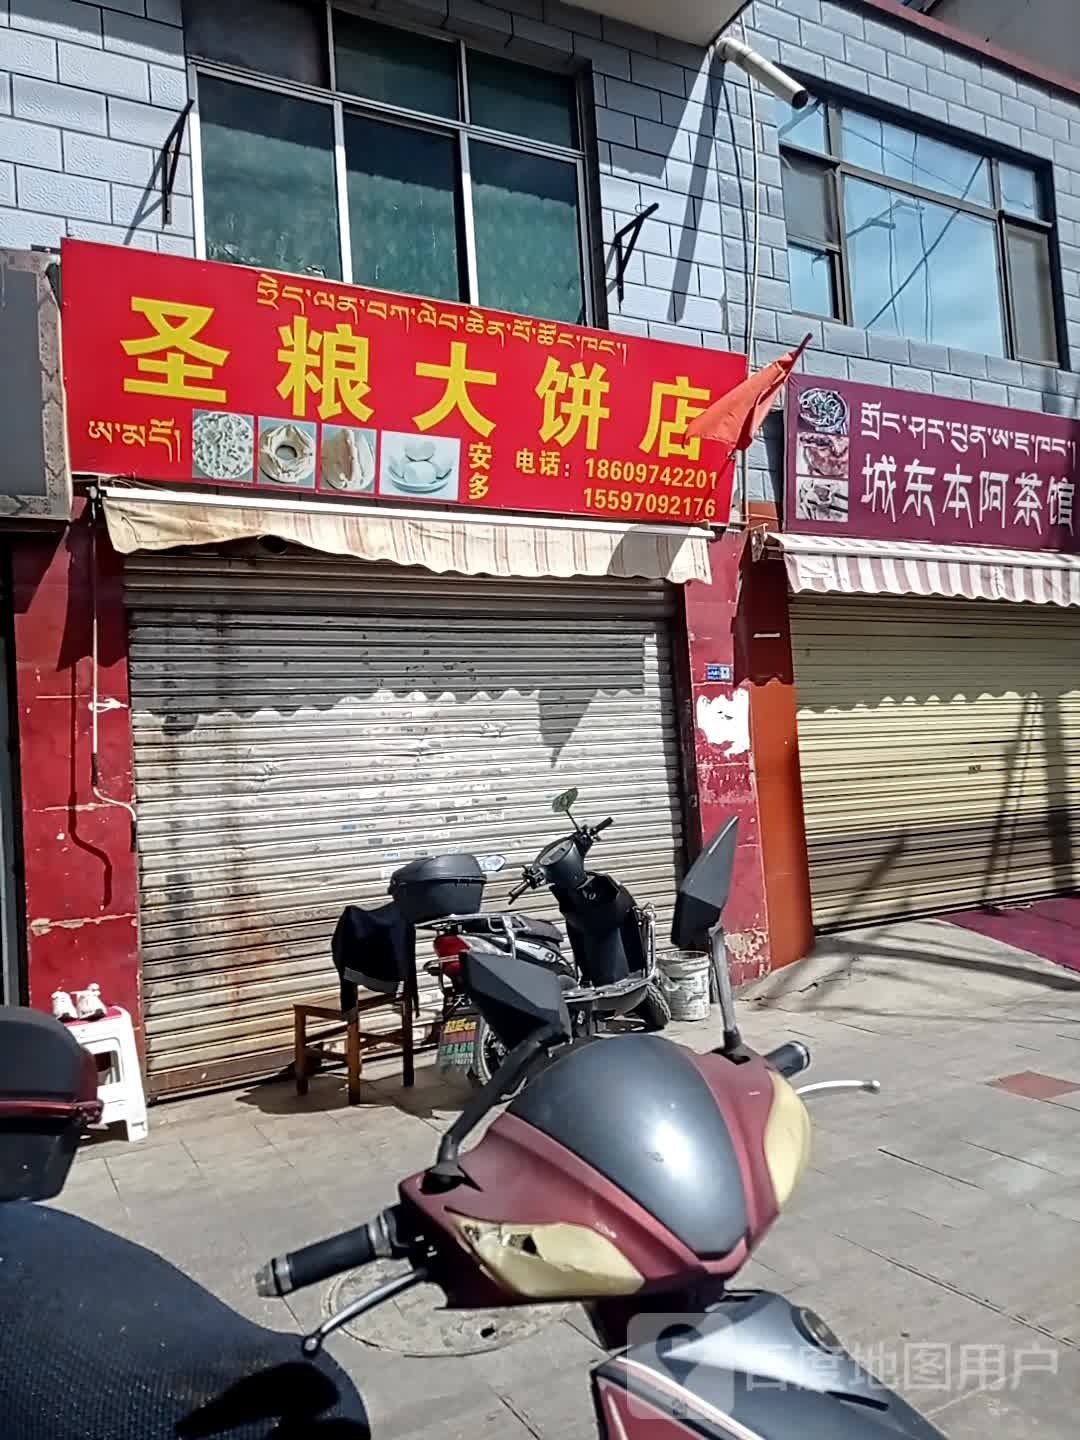 ཧྲེང་ལན་བཀ་ལེབ་ཆེན་པོ་ཚོང་ཁང་།
圣粮大饼店
ཨ་མདོ།
安多
电话：18609742201
15597092176
གྲོང་ཤར་པུན་ཨ་ཇ་ཁང་།
城东本阿茶馆
百度地图用户